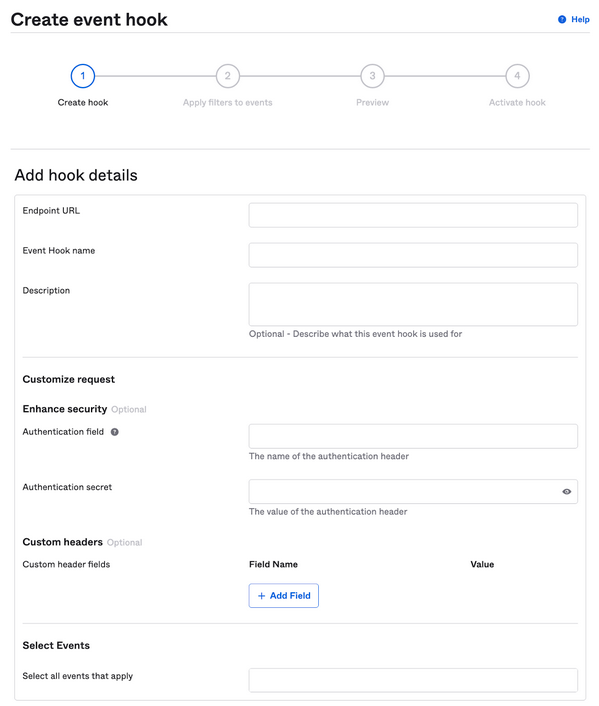 Create event hook
Help
1
2
3
4
Create hook
Apply filters to events
Preview
Activate hook
Add hook details
Endpoint URL
Event Hook name
Description
Optional - Describe what this event hook is used for
Customize request
Enhance security Optional
Authentication field
The name of the authentication header
Authentication secret
The value of the authentication header
Custom headers Optional
Custom header fields
Field Name
Value
+ Add Field
Select Events
Select all events that apply